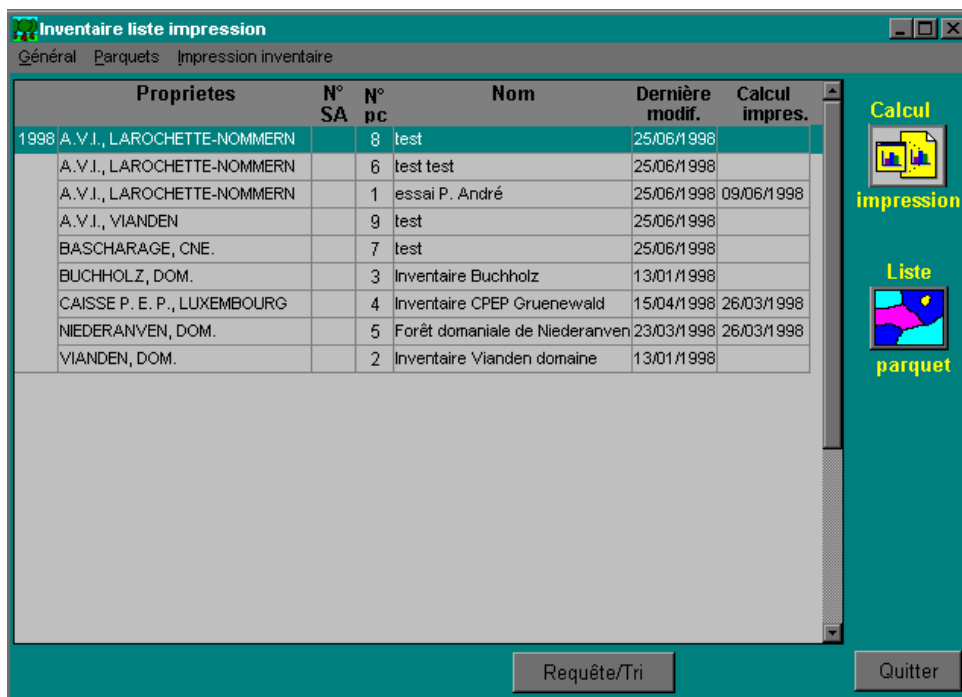 Inventaire liste impression
Général Parquets Impression inventaire
Proprietes N° SA N° pc Nom Dernière modif. Calcul impres.
1998 A.V.I., LAROCHETTE-NOMMERN 8 test 25/06/1998
A.V.I., LAROCHETTE-NOMMERN 6 test test 25/06/1998
A.V.I., LAROCHETTE-NOMMERN 1 essai P. André 25/06/1998 09/06/1998
A.V.I., VIANDEN 9 test 25/06/1998
BASCHARAGE, CNE. 7 test 25/06/1998
BUCHHOLZ, DOM. 3 Inventaire Buchholz 13/01/1998
CAISSE P. E. P., LUXEMBOURG 4 Inventaire CPEP Gruenewald 15/04/1998 26/03/1998
NIEDERANVEN, DOM. 5 Forêt domaniale de Niederanven 23/03/1998 26/03/1998
VIANDEN, DOM. 2 Inventaire Vianden domaine 13/01/1998
Calcul
impression
Liste
parquet
Requête/Tri
Quitter